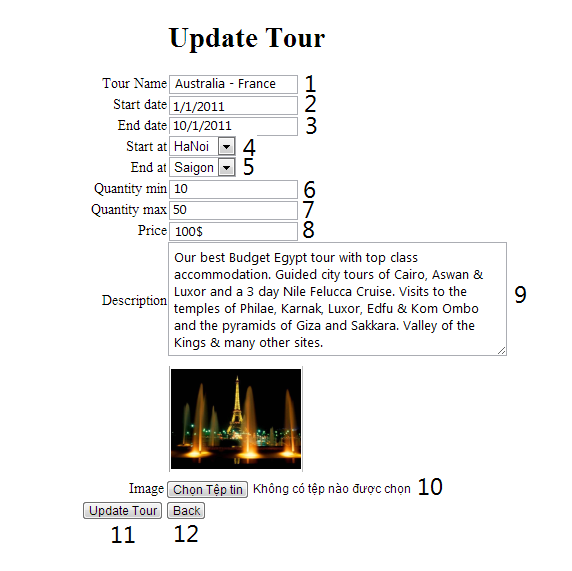 Update Tour
Tour Name Australia - France 1
Start date 1/1/2011 2
End date 10/1/2011 3
Start at HaNoi 4
End at Saigon 5
Quantity min 10 6
Quantity max 50 7
Price 100$ 8
Our best Budget Egypt tour with top class
accommodation. Guided city tours of Cairo, Aswan &
Luxor and a 3 day Nile Felucca Cruise. Visits to the
Description temples of Philae, Karnak, Luxor, Edfu & Kom Ombo 9
and the pyramids of Giza and Sakkara. Valley of the
Kings & many other sites.
Image Chọn Tệp tin Không có tệp nào được chọn 10
Update Tour Back
11 12